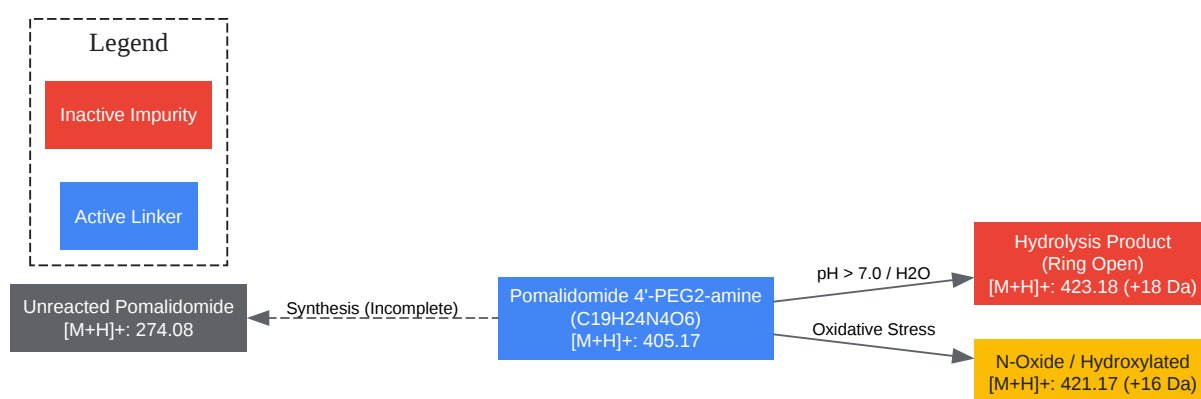 Legend
Inactive Impurity
Active Linker
Unreacted Pomalidomide
[M+H]+: 274.08
Synthesis (Incomplete)
Pomalidomide 4'-PEG2-amine
(C19H24N4O6)
[M+H]+: 405.17
pH > 7.0 / H2O
Oxidative Stress
Hydrolysis Product
(Ring Open)
[M+H]+: 423.18 (+18 Da)
N-Oxide / Hydroxylated
[M+H]+: 421.17 (+16 Da)